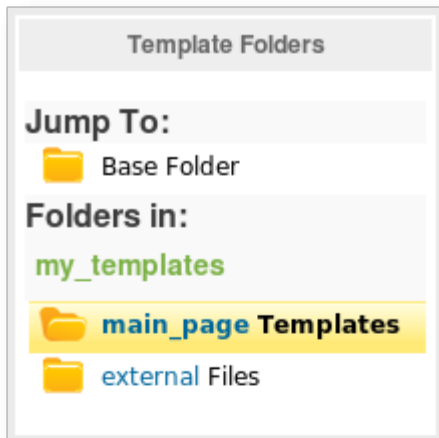 Template Folders
Jump To:
Base Folder
Folders in:
my_templates
main_page Templates
external Files